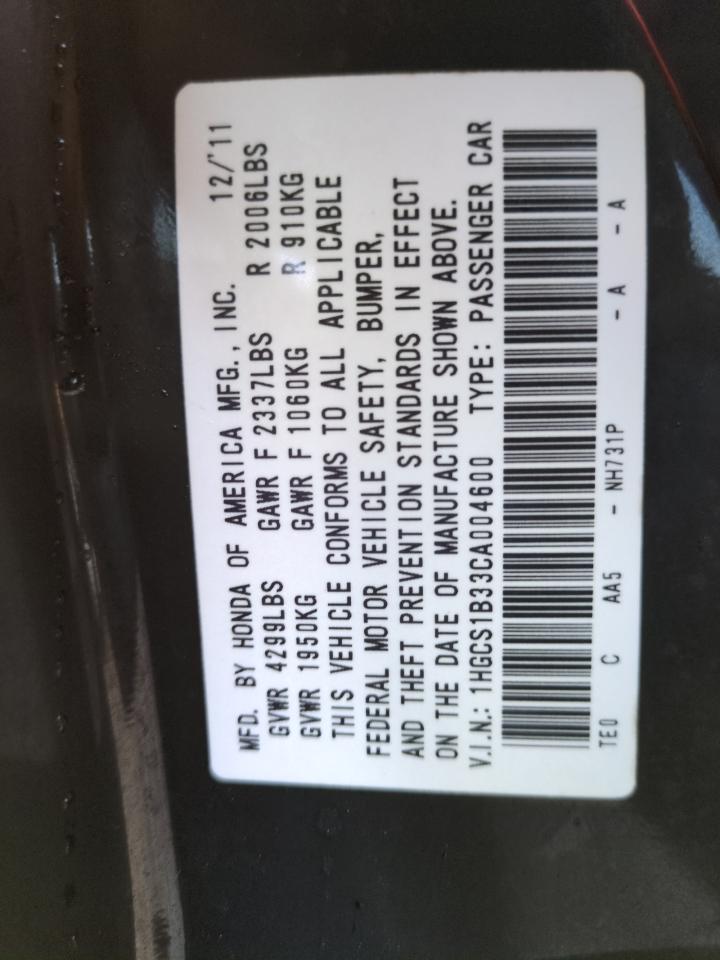 MFD. BY HONDA OF AMERICA MFG., INC. 12/'11
GVWR 4299LBS GAWR F 2337LBS R 2006LBS
GVWR 1950KG GAWR F 1060KG R 910KG
THIS VEHICLE CONFORMS TO ALL APPLICABLE
FEDERAL MOTOR VEHICLE SAFETY, BUMPER,
AND THEFT PREVENTION STANDARDS IN EFFECT
ON THE DATE OF MANUFACTURE SHOWN ABOVE.
V.I.N.: 1HGCS1B33CA004600 TYPE: PASSENGER CAR
TE0 C AA5 - NH731P - A - A